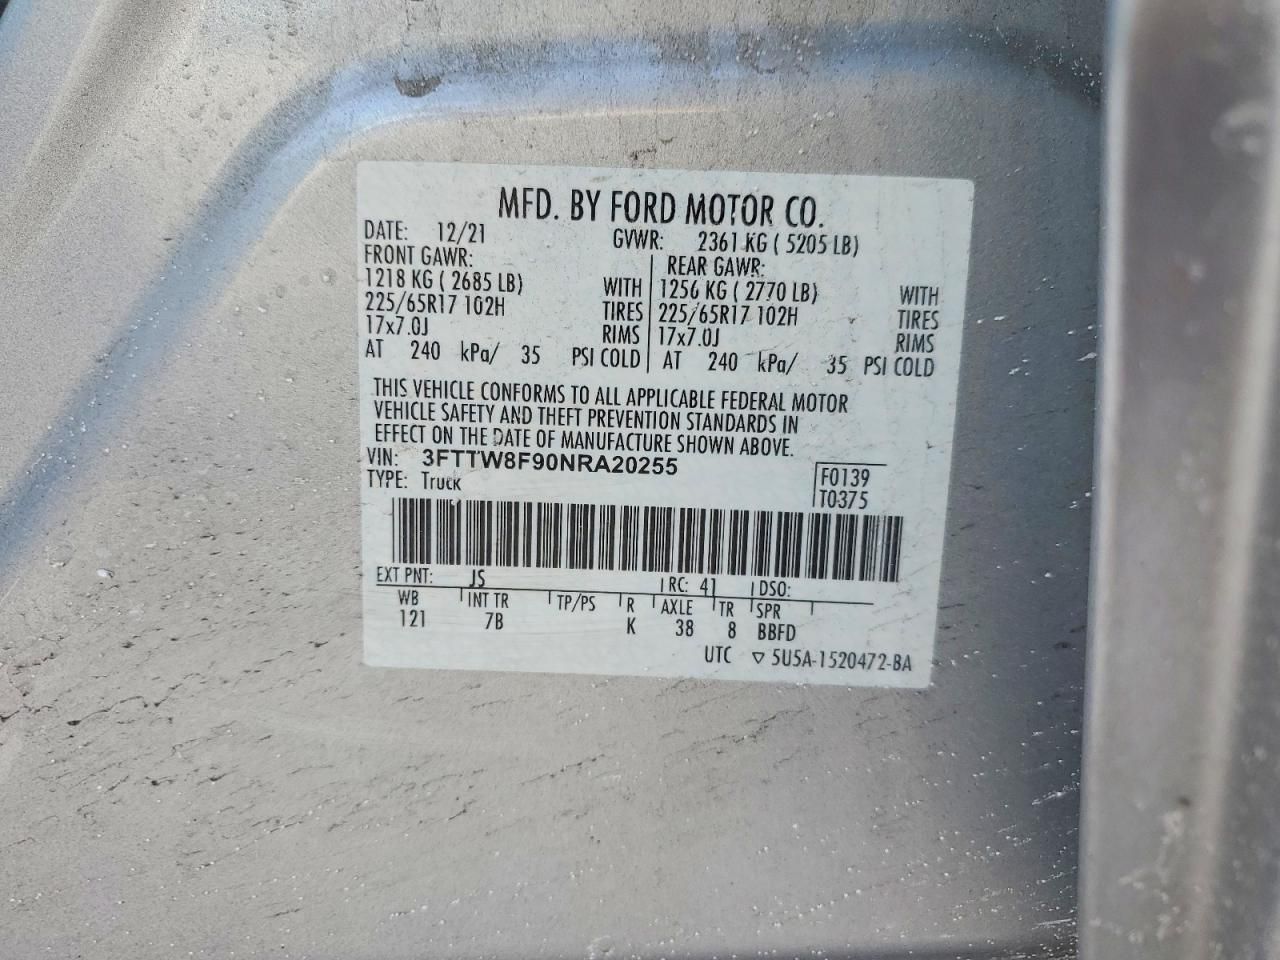 MFD. BY FORD MOTOR CO.
DATE: 12/21 GVWR: 2361 KG ( 5205 LB)
FRONT GAWR: REAR GAWR:
1218 KG ( 2685 LB) WITH 1256 KG ( 2770 LB) WITH
225/65R17 102H TIRES 225/65R17 102H TIRES
17x7.0J RIMS 17x7.0J RIMS
AT 240 kPa/ 35 PSI COLD AT 240 kPa/ 35 PSI COLD
THIS VEHICLE CONFORMS TO ALL APPLICABLE FEDERAL MOTOR
VEHICLE SAFETY AND THEFT PREVENTION STANDARDS IN
EFFECT ON THE DATE OF MANUFACTURE SHOWN ABOVE.
VIN: 3FTTW8F90NRA20255
TYPE: Truck
F0139
T0375
EXT PNT: JS RC: 41 DSO:
WB INT TR TP/PS R AXLE TR SPR
121 7B K 38 8 BBFD
UTC ▽ 5U5A-1520472-BA